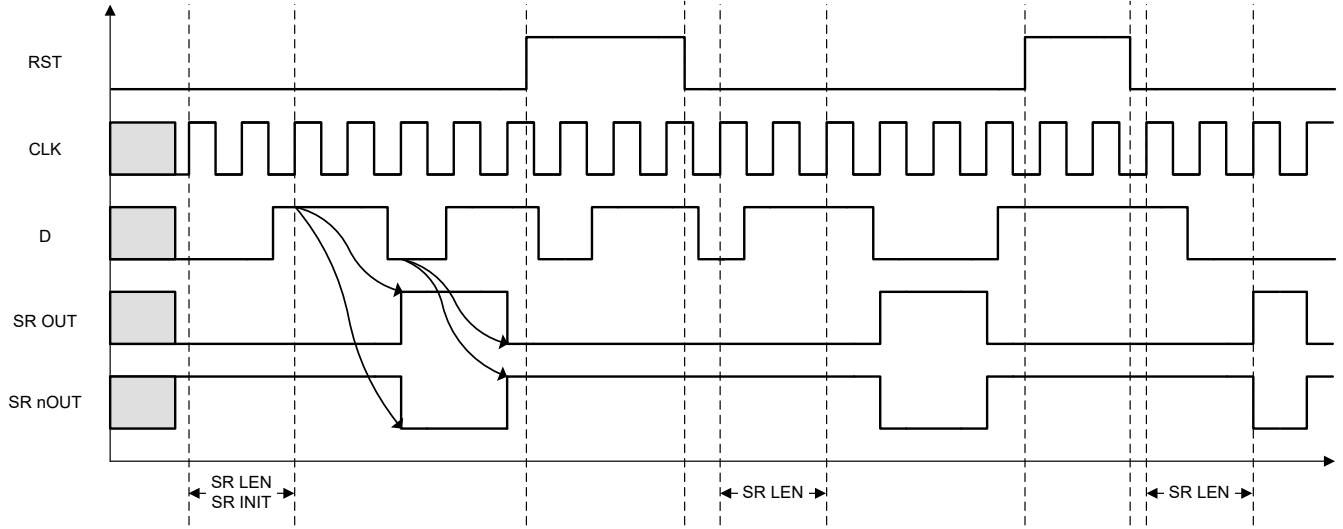 RST
CLK
D
SR OUT
SR nOUT
SR LEN
SR INIT
SR LEN
SR LEN